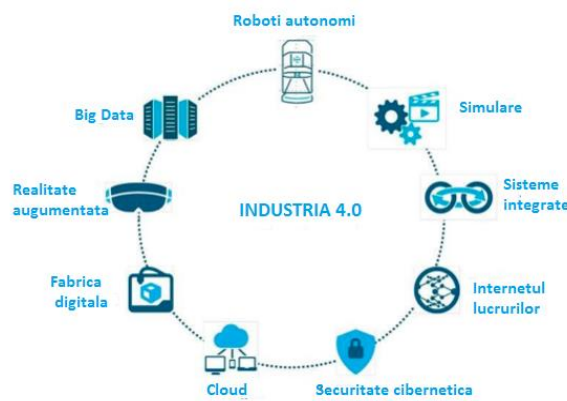 Roboti autonomi
Big Data
Simulare
Realitate
augumentata
INDUSTRIA 4.0
Sisteme
integrate
Fabrica
digitala
Internetul
lucrurilor
Cloud
Securitate cibernetica